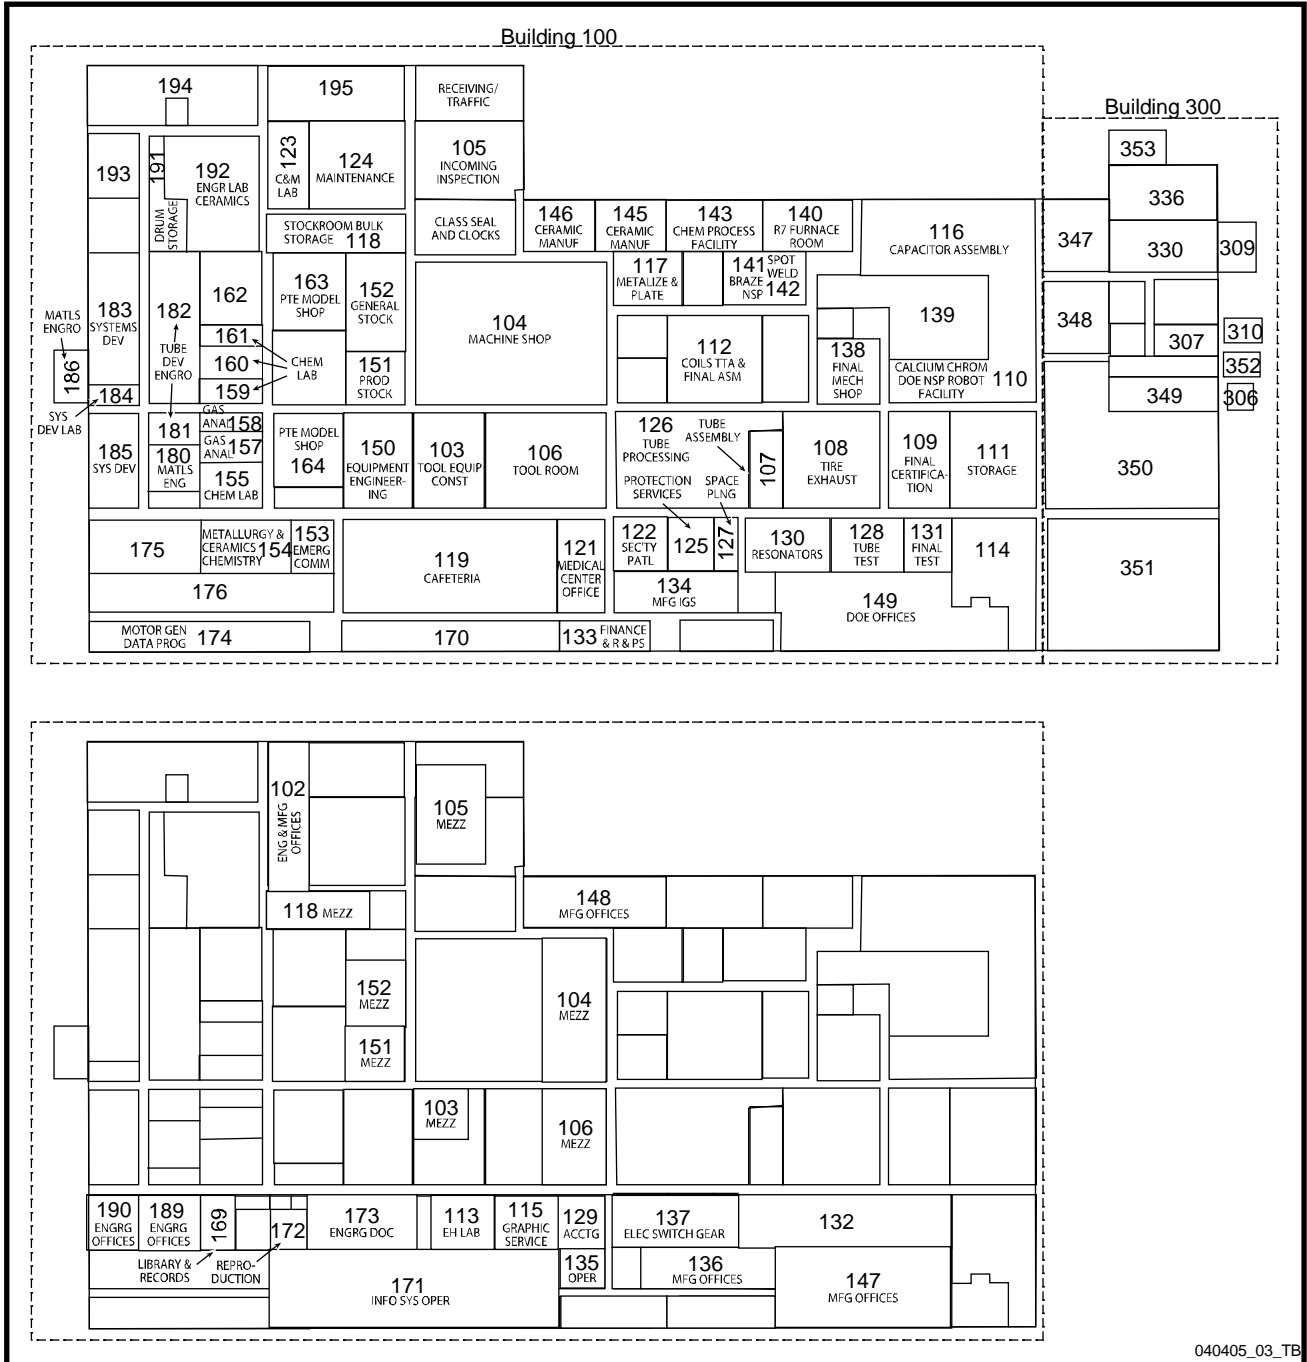 Building 100
Building 300
194
195
RECEIVING/
TRAFFIC
193
191
DRUM
STORAGE
192
ENGR LAB
CERAMICS
123
C&M
LAB
124
MAINTENANCE
105
INCOMING
INSPECTION
353
336
STOCKROOM BULK
STORAGE 118
CLASS SEAL
AND CLOCKS
146
CERAMIC
MANUF
145
CERAMIC
MANUF
143
CHEM PROCESS
FACILITY
140
R7 FURNACE
ROOM
116
CAPACITOR ASSEMBLY
347
330
309
MATLS
ENGRO
186
183
SYSTEMS
DEV
182
TUBE
DEV
ENGRO
162
161
160
159
CHEM
LAB
163
PTE MODEL
SHOP
152
GENERAL
STOCK
151
PROD
STOCK
104
MACHINE SHOP
117
METALIZE &
PLATE
141
BRAZE
NSP
SPOT
WELD
142
112
COILS TTA &
FINAL ASM
138
FINAL
MECH
SHOP
139
CALCIUM CHROM
DOE NSP ROBOT
FACILITY
110
348
307
310
352
349
306
184
SYS
DEV LAB
185
SYS DEV
181
180
MATLS
ENG
GAS
ANAL 158
GAS
ANAL 157
155
CHEM LAB
PTE MODEL
SHOP
164
150
EQUIPMENT
ENGINEER-
ING
103
TOOL EQUIP
CONST
106
TOOL ROOM
126
TUBE
PROCESSING
PROTECTION
SERVICES
TUBE
ASSEMBLY
SPACE
PLNG
107
108
TIRE
EXHAUST
109
FINAL
CERTIFICA-
TION
111
STORAGE
350
175
METALLURGY &
CERAMICS
CHEMISTRY 154
153
EMERG
COMM
119
CAFETERIA
121
MEDICAL
CENTER
OFFICE
122
SEC'TY
PATL
125
127
130
RESONATORS
128
TUBE
TEST
131
FINAL
TEST
114
351
176
134
MFG IGS
149
DOE OFFICES
MOTOR GEN
DATA PROG 174
170
133 FINANCE
& R & PS
102
ENG & MFG
OFFICES
105
MEZZ
118 MEZZ
148
MFG OFFICES
152
MEZZ
104
MEZZ
151
MEZZ
103
MEZZ
106
MEZZ
190
ENGRG
OFFICES
189
ENGRG
OFFICES
169
172
173
ENGRG DOC
113
EH LAB
115
GRAPHIC
SERVICE
129
ACCTG
137
ELEC SWITCH GEAR
132
LIBRARY &
RECORDS
REPRO-
DUCTION
171
INFO SYS OPER
135
OPER
136
MFG OFFICES
147
MFG OFFICES
040405_03_TB